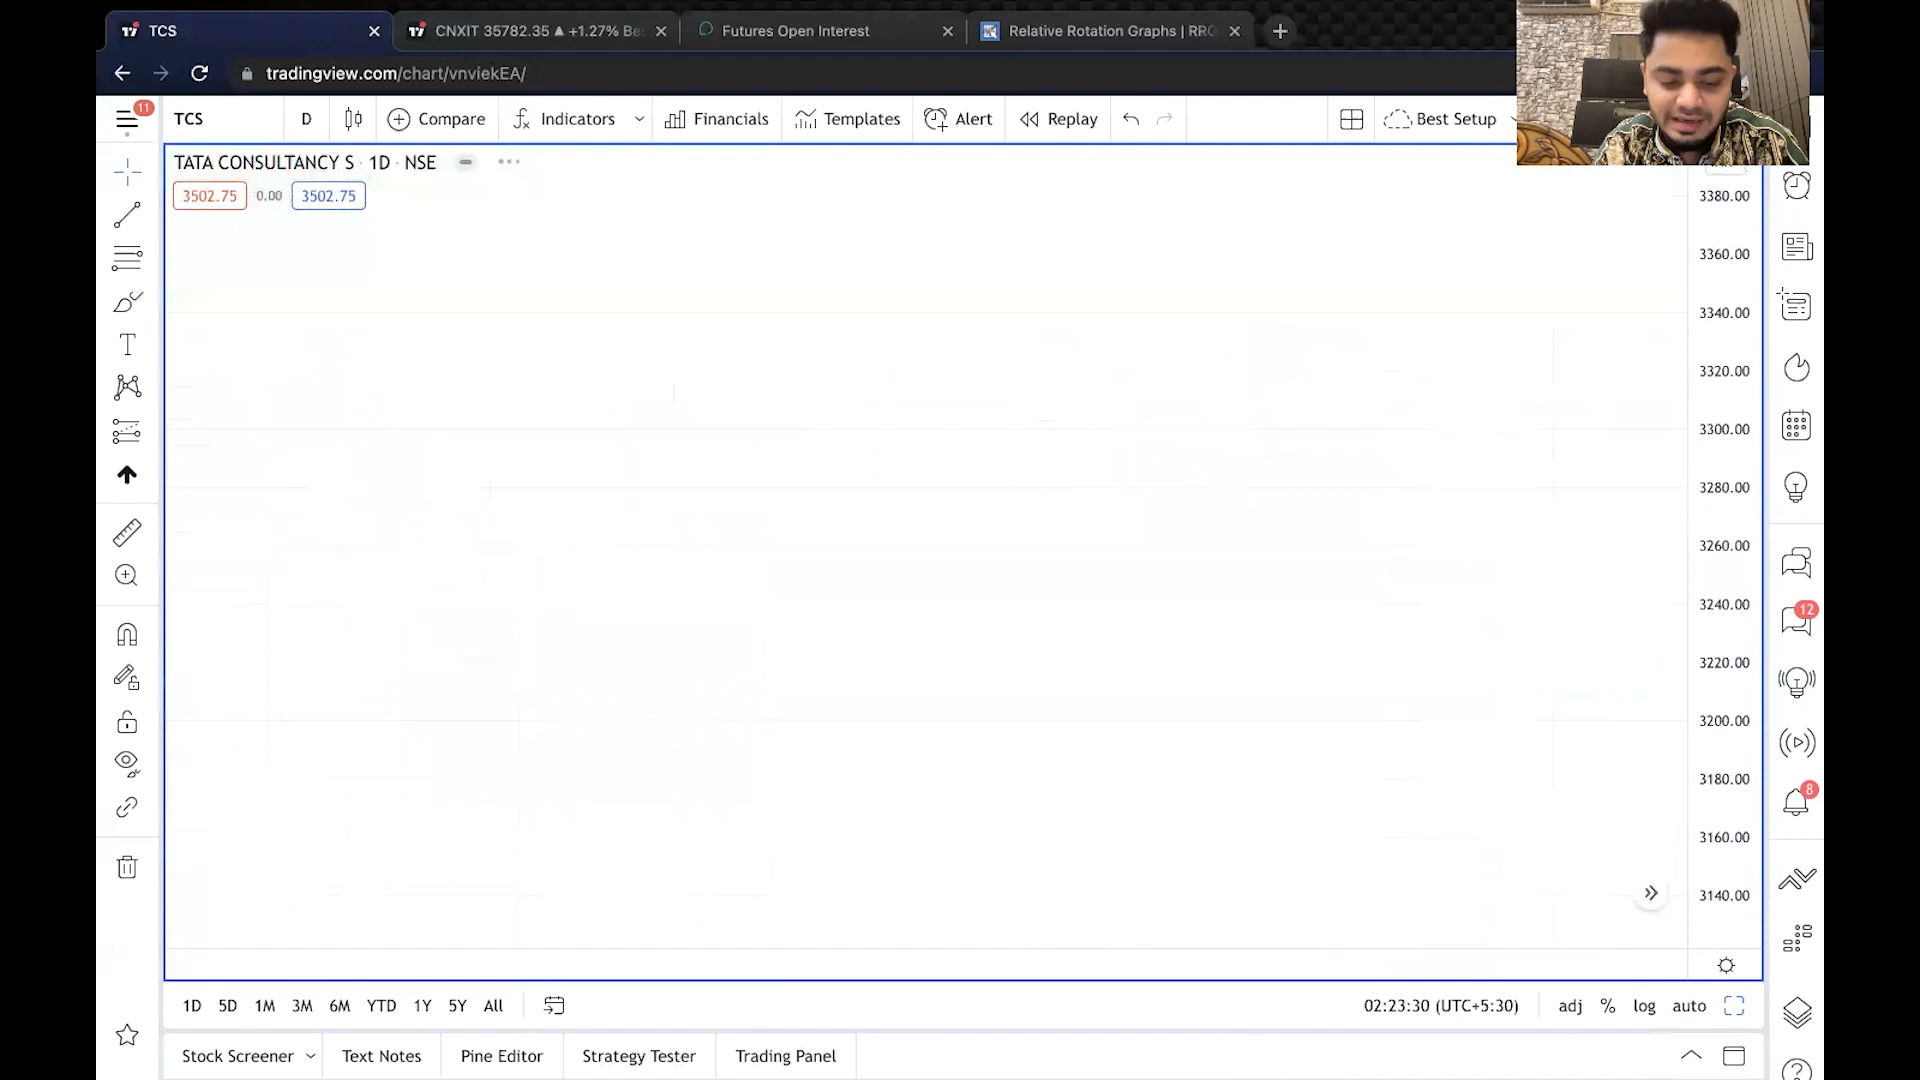 TCS
CNXIT 35782.35 ▲ +1.27% Be
Futures Open Interest
Relative Rotation Graphs | RRG
tradingview.com/chart/vnviekEA/
11
TCS
D
Compare
Indicators
Financials
Templates
Alert
Replay
Best Setup
TATA CONSULTANCY S · 1D · NSE
3502.75
0.00
3502.75
3380.00
3360.00
3340.00
3320.00
3300.00
3280.00
3260.00
3240.00
3220.00
3200.00
3180.00
3160.00
3140.00
12
8
1D 5D 1M 3M 6M YTD 1Y 5Y All
02:23:30 (UTC+5:30)
adj % log auto
Stock Screener
Text Notes
Pine Editor
Strategy Tester
Trading Panel